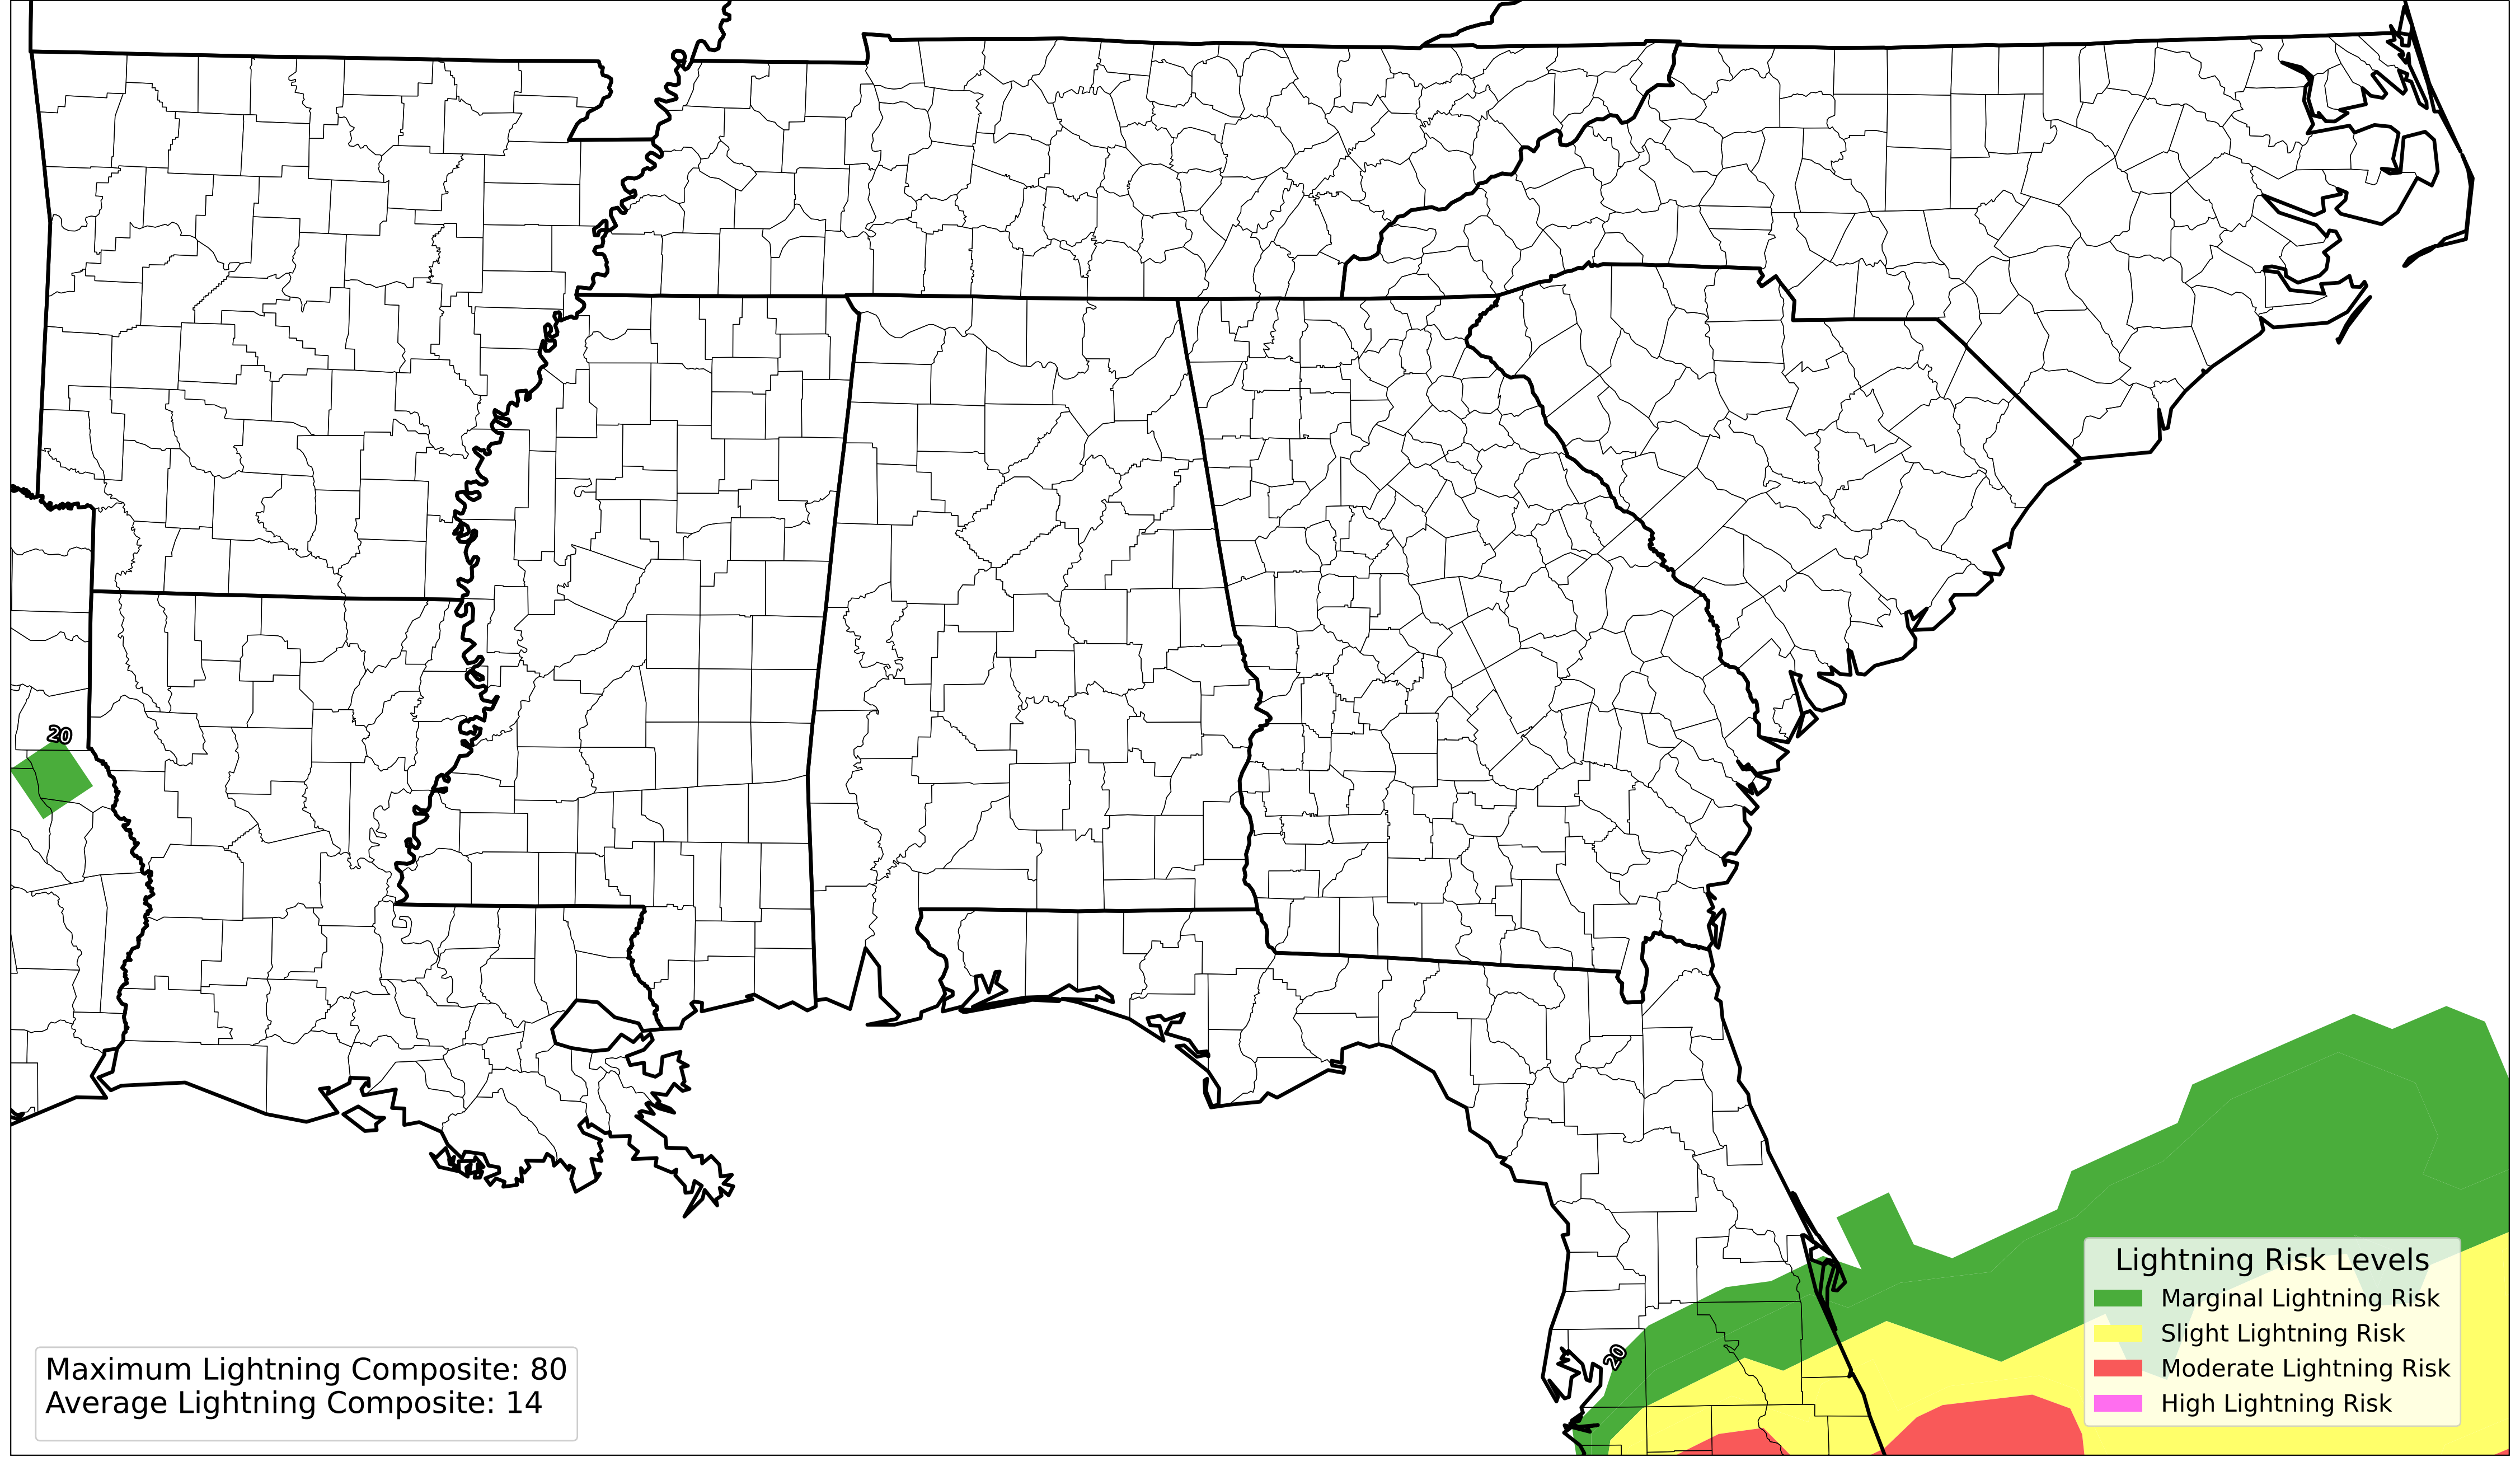 20
20
Lightning Risk Levels
Marginal Lightning Risk
Slight Lightning Risk
Moderate Lightning Risk
High Lightning Risk
Maximum Lightning Composite: 80
Average Lightning Composite: 14